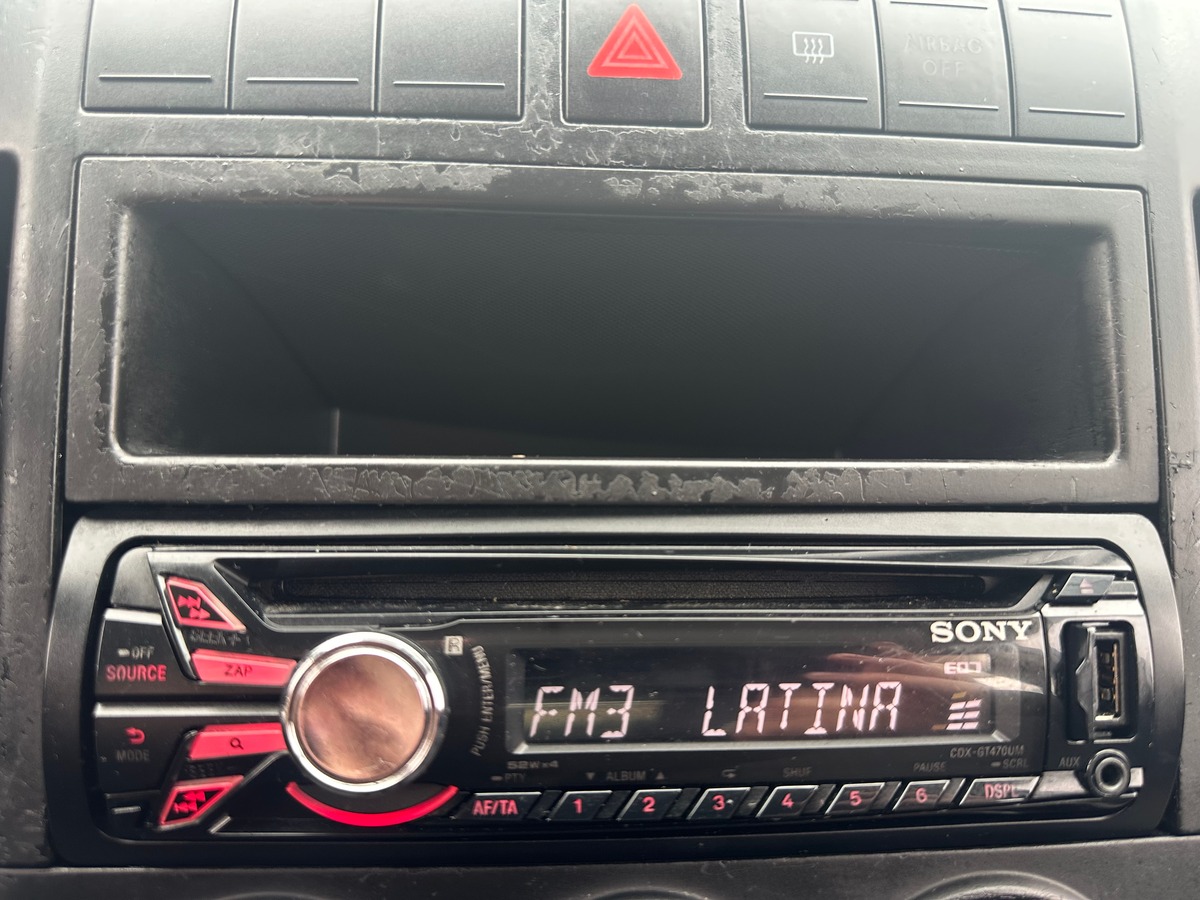 AIRBAG
OFF
SONY
OFF
SOURCE
SEEK +
ZAP
R
PUSH ENTER/MENU
EQ3
FM3 LATINA
MODE
CDX-GT470UM
52W×4
PTY
ALBUM
SHUF
PAUSE
SCRL
AUX
AF/TA 1 2 3 4 5 6 DSPL